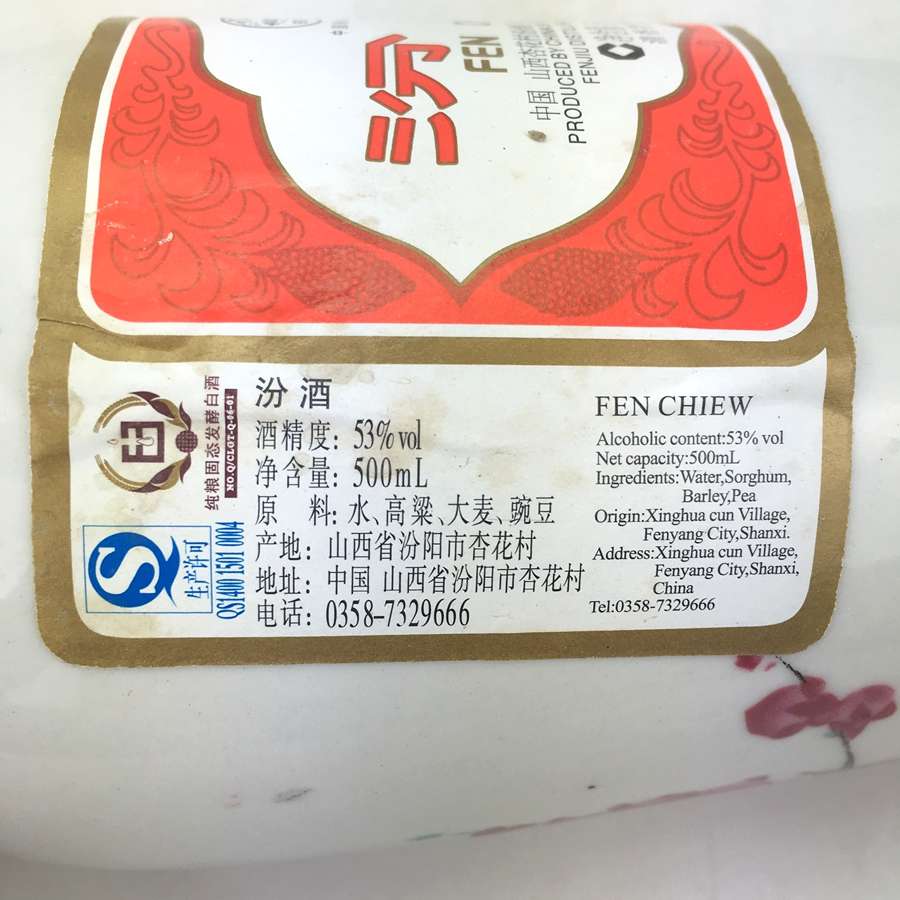 汾
FEN
中国 山西杏花村
PRODUCED BY
FENJIU
纯粮固态发酵白酒
NO.Q/CLGT-Q-06-01
生产许可
QS1400 1501 0004
汾酒
酒精度: 53%vol
净含量: 500mL
原 料: 水、高粱、大麦、豌豆
产地: 山西省汾阳市杏花村
地址: 中国 山西省汾阳市杏花村
电话: 0358-7329666
FEN CHIEW
Alcoholic content:53% vol
Net capacity:500mL
Ingredients:Water,Sorghum,
Barley,Pea
Origin:Xinghua cun Village,
Fenyang City,Shanxi.
Address:Xinghua cun Village,
Fenyang City,Shanxi,
China
Tel:0358-7329666